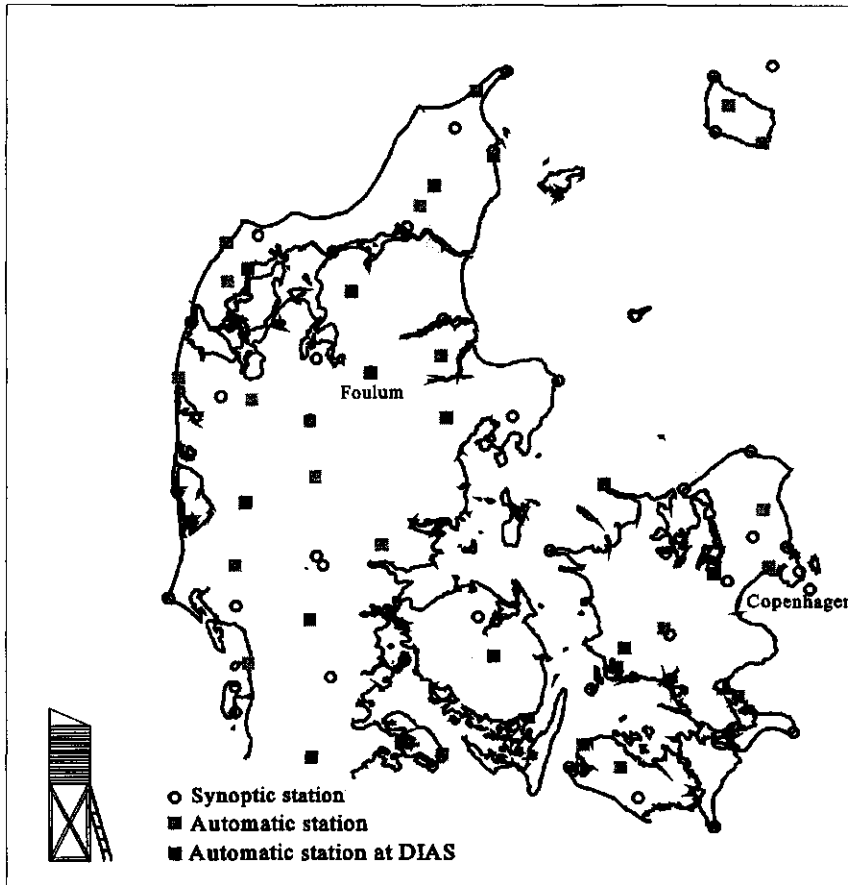 Foulum
Copenhagen
Synoptic station
Automatic station
Automatic station at DIAS